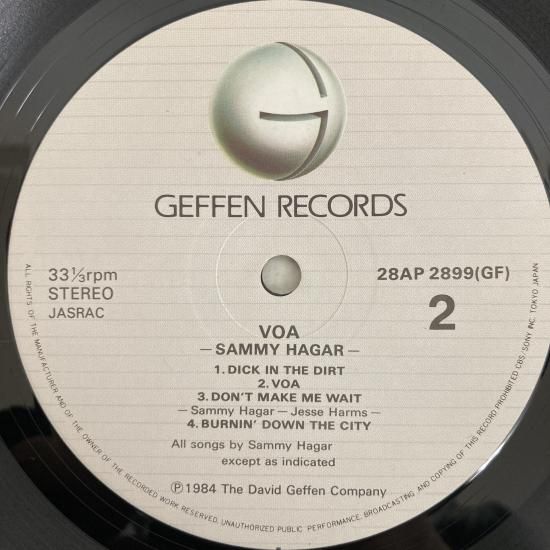 GEFFEN RECORDS
33⅓rpm
STEREO
JASRAC
28AP 2899(GF)
2
VOA
—SAMMY HAGAR—
1. DICK IN THE DIRT
2. VOA
3. DON'T MAKE ME WAIT
—Sammy Hagar—Jesse Harms—
4. BURNIN' DOWN THE CITY
All songs by Sammy Hagar
except as indicated
Ⓟ1984 The David Geffen Company
ALL RIGHTS OF THE MANUFACTURER AND OF THE OWNER OF THE RECORDED WORK RESERVED. UNAUTHORIZED PUBLIC PERFORMANCE, BROADCASTING AND COPYING OF THIS RECORD PROHIBITED. CBS/SONY INC. TOKYO JAPAN